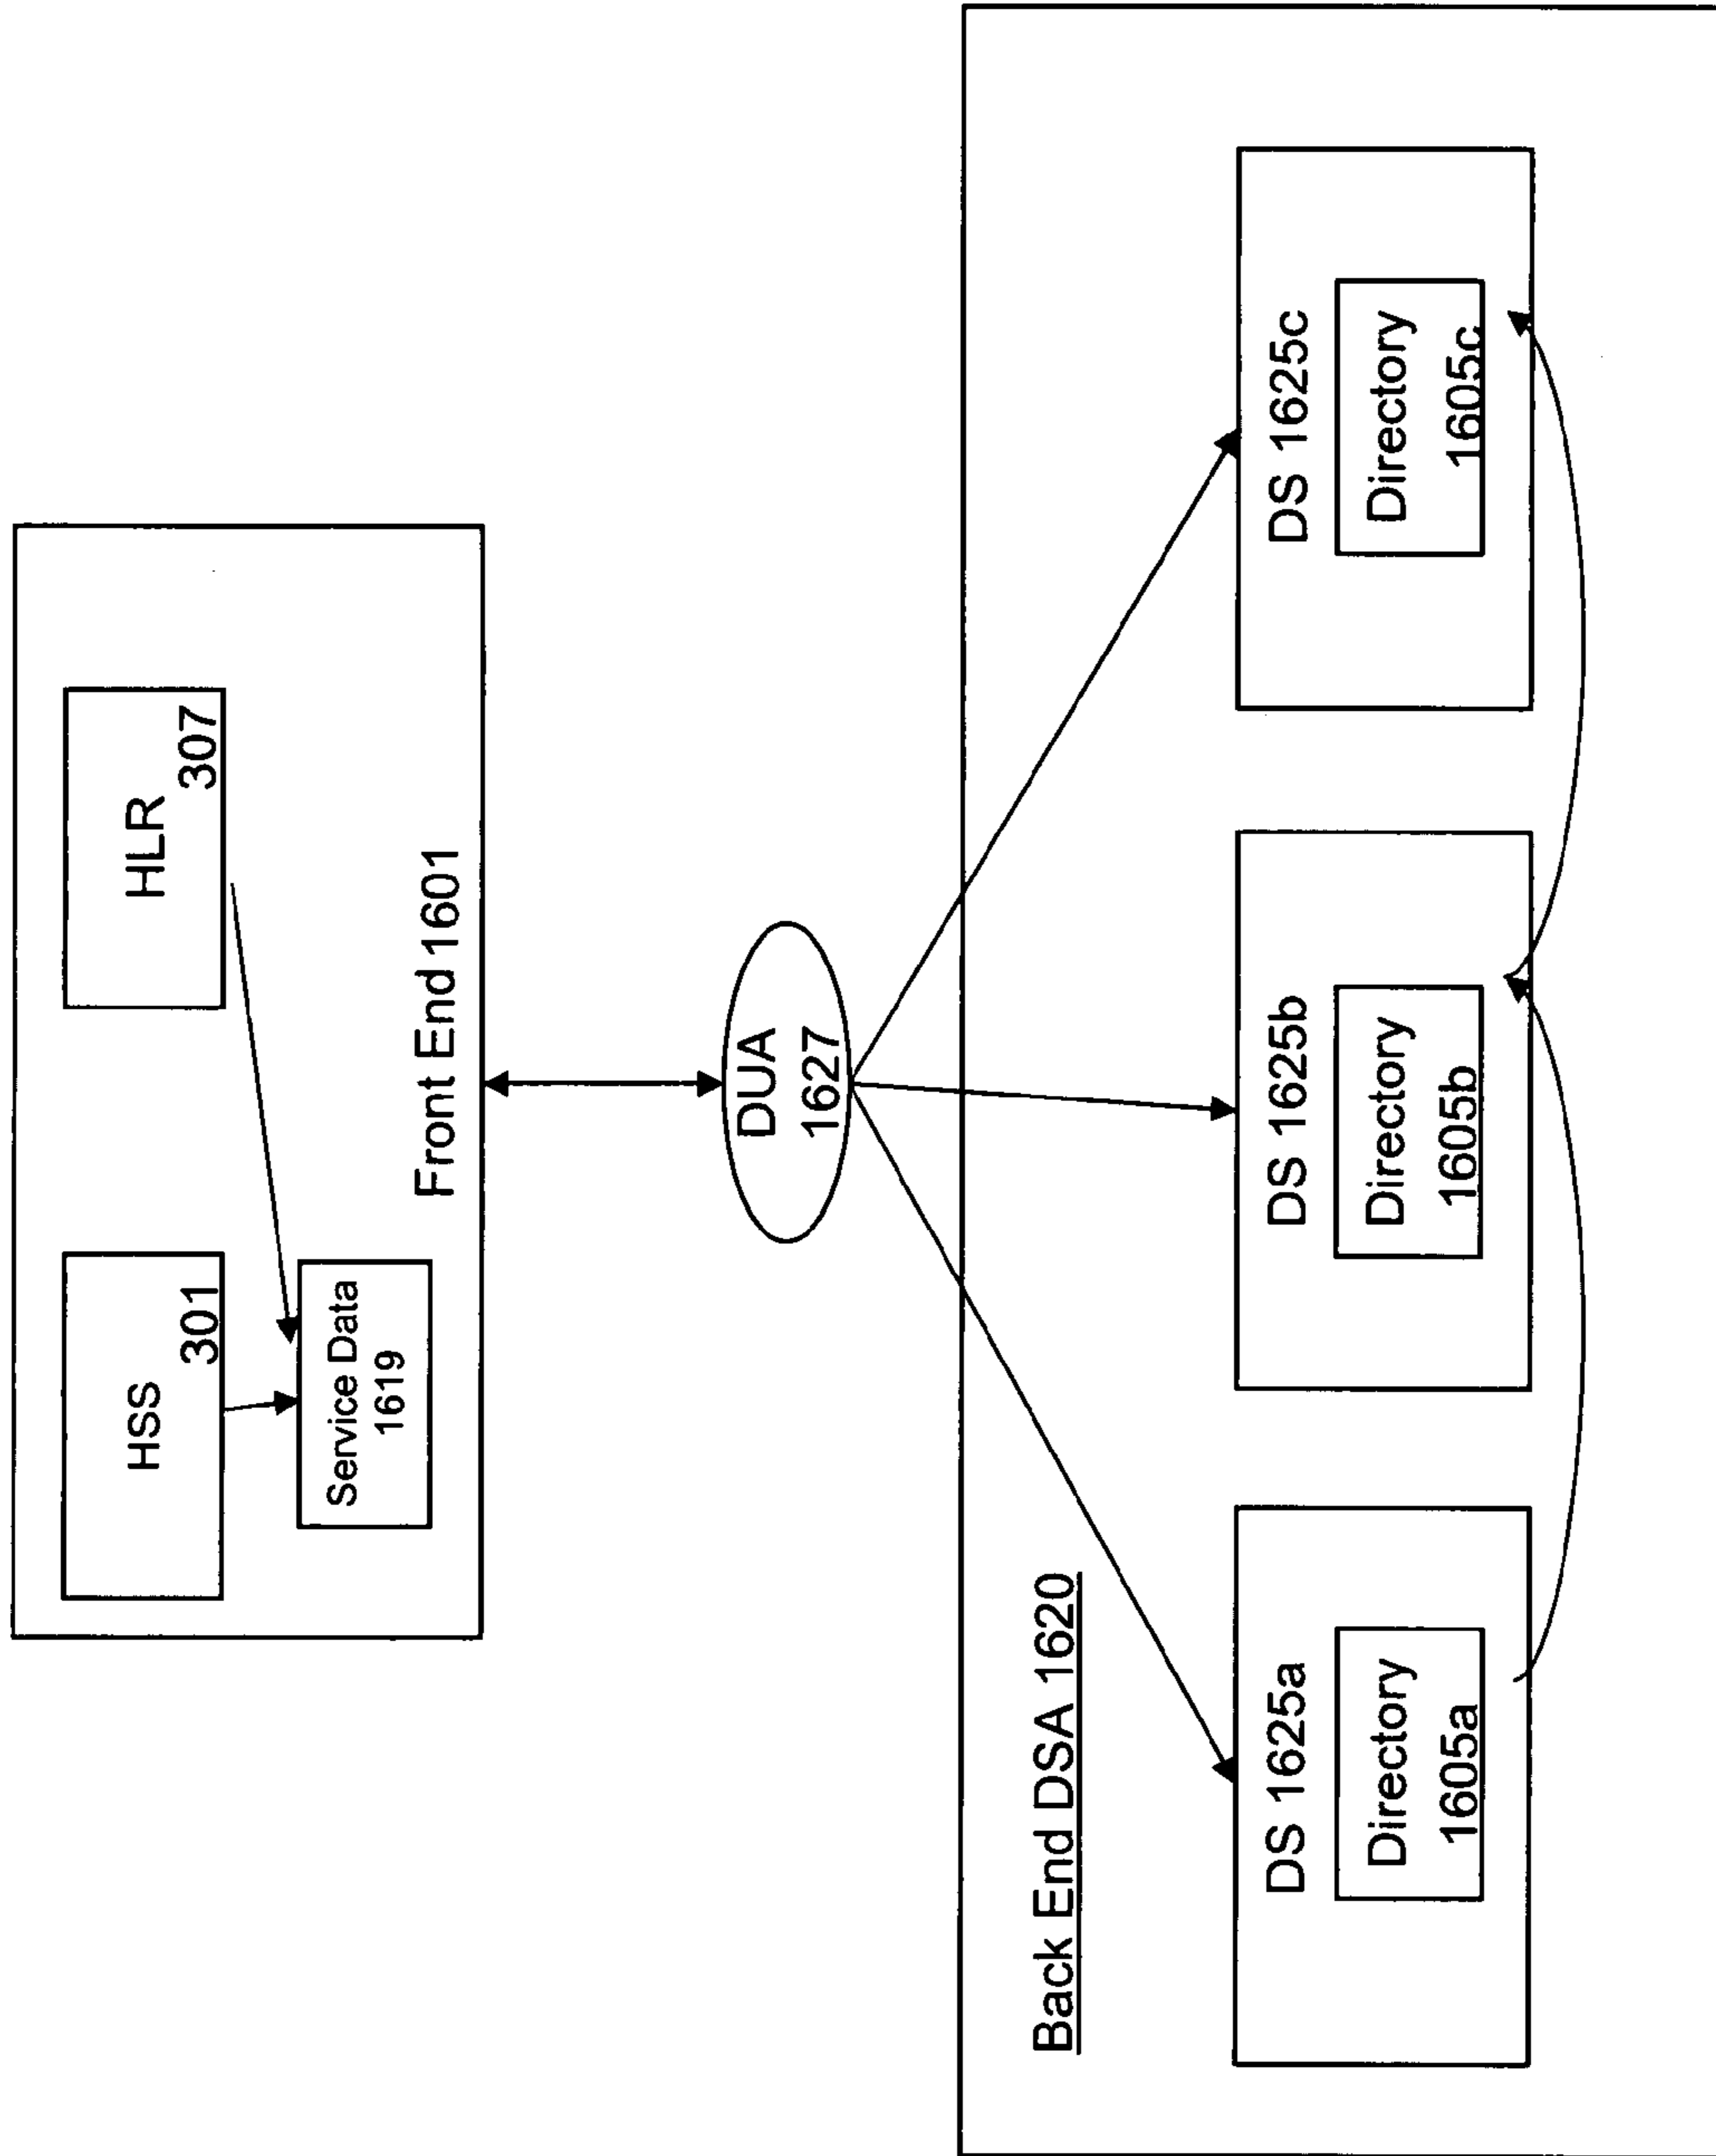 HSS
301
HLR
307
Service Data
1619
Front End 1601
DUA
1627
Back End DSA 1620
DS 1625a
Directory
1605a
DS 1625b
Directory
1605b
DS 1625c
Directory
1605c